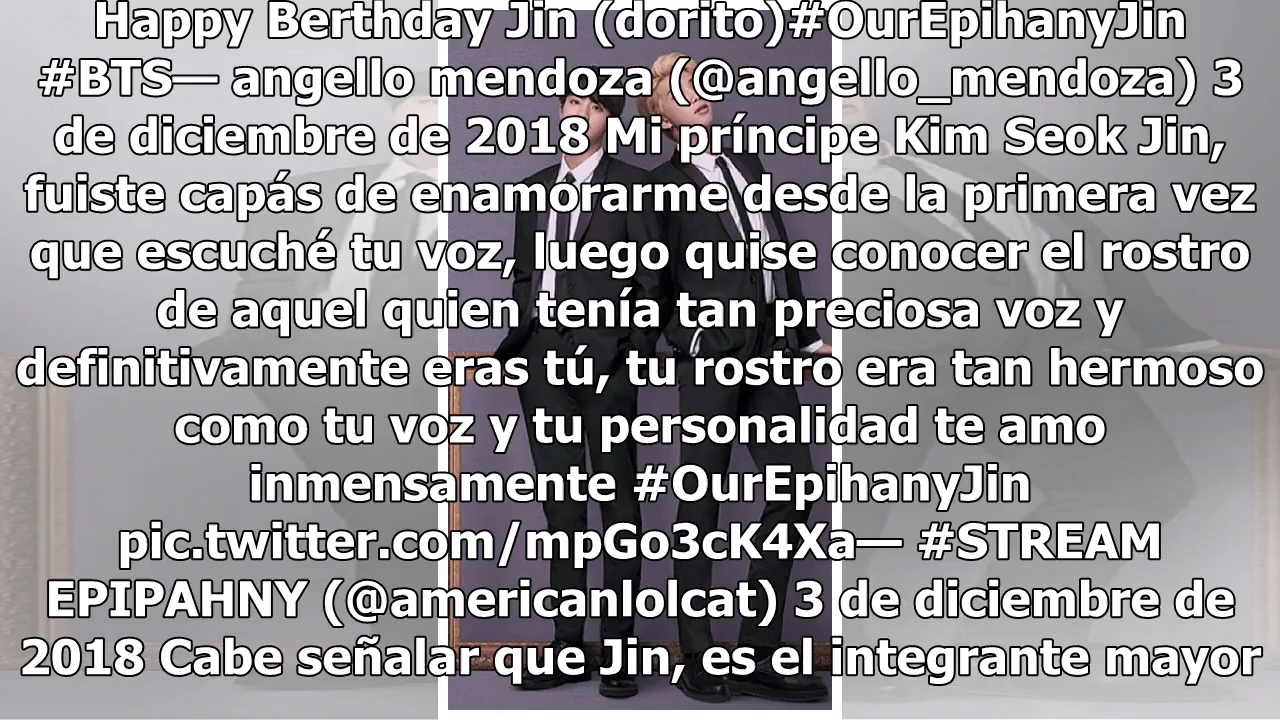 Happy Berthday Jin (dorito)#OurEpihanyJin
#BTS— angello mendoza (@angello_mendoza) 3
de diciembre de 2018 Mi príncipe Kim Seok Jin,
fuiste capás de enamorarme desde la primera vez
que escuché tu voz, luego quise conocer el rostro
de aquel quien tenía tan preciosa voz y
definitivamente eras tú, tu rostro era tan hermoso
como tu voz y tu personalidad te amo
inmensamente #OurEpihanyJin
pic.twitter.com/mpGo3cK4Xa— #STREAM
EPIPAHNY (@americanlolcat) 3 de diciembre de
2018 Cabe señalar que Jin, es el integrante mayor